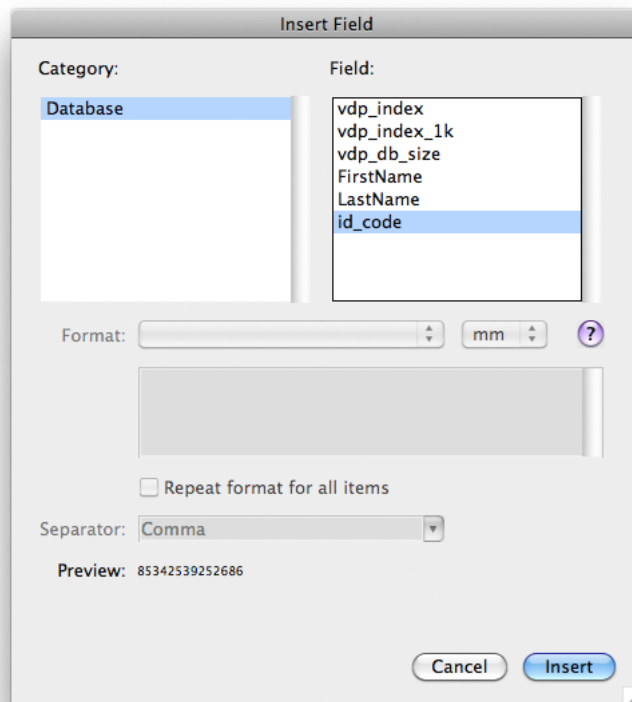 Insert Field
Category:
Field:
Database
vdp_index
vdp_index_1k
vdp_db_size
FirstName
LastName
id_code
Format:
mm
?
Repeat format for all items
Separator: Comma
Preview: 85342539252686
Cancel
Insert